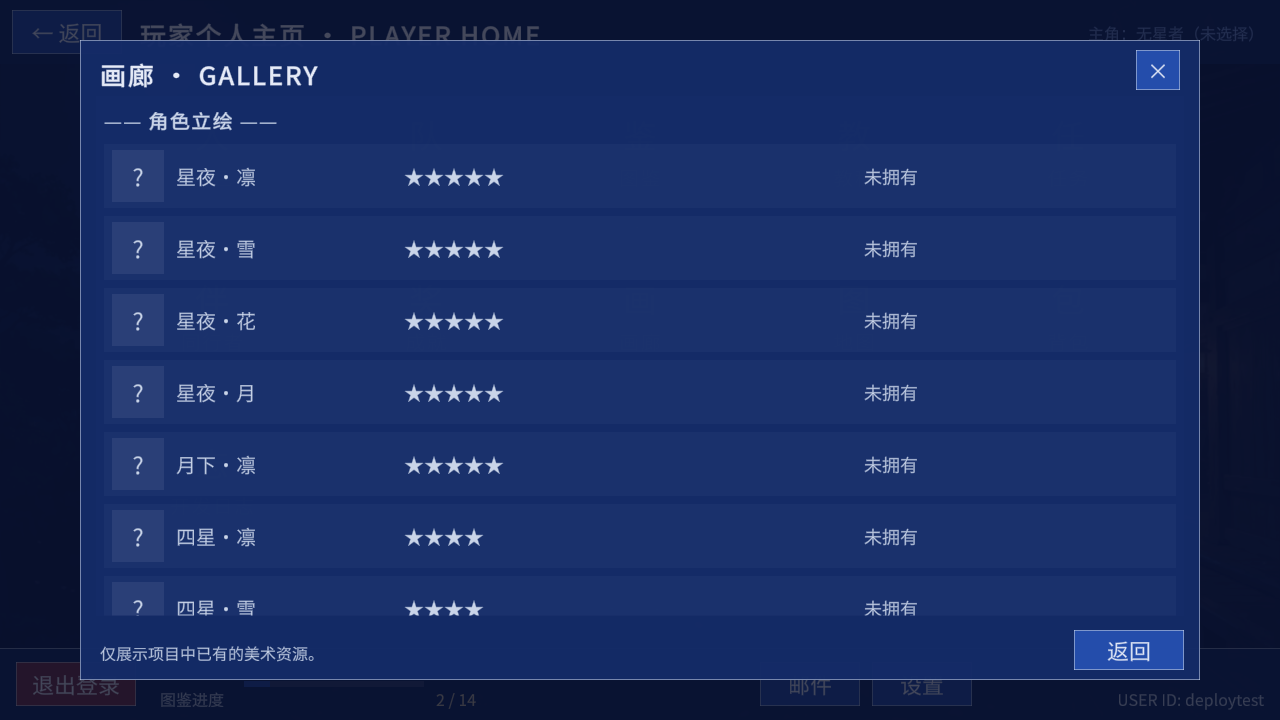 ← 返回
玩家个人主页 · PLAYER HOME
主角：无星者（未选择）
画廊 · GALLERY
×
—— 角色立绘 ——
? 星夜·凛 ★★★★★ 未拥有
? 星夜·雪 ★★★★★ 未拥有
? 星夜·花 ★★★★★ 未拥有
? 星夜·月 ★★★★★ 未拥有
? 月下·凛 ★★★★★ 未拥有
? 四星·凛 ★★★★ 未拥有
? 四星·雪 ★★★★ 未拥有
仅展示项目中已有的美术资源。
返回
退出登录
图鉴进度
2 / 14
邮件
设置
USER ID: deploytest